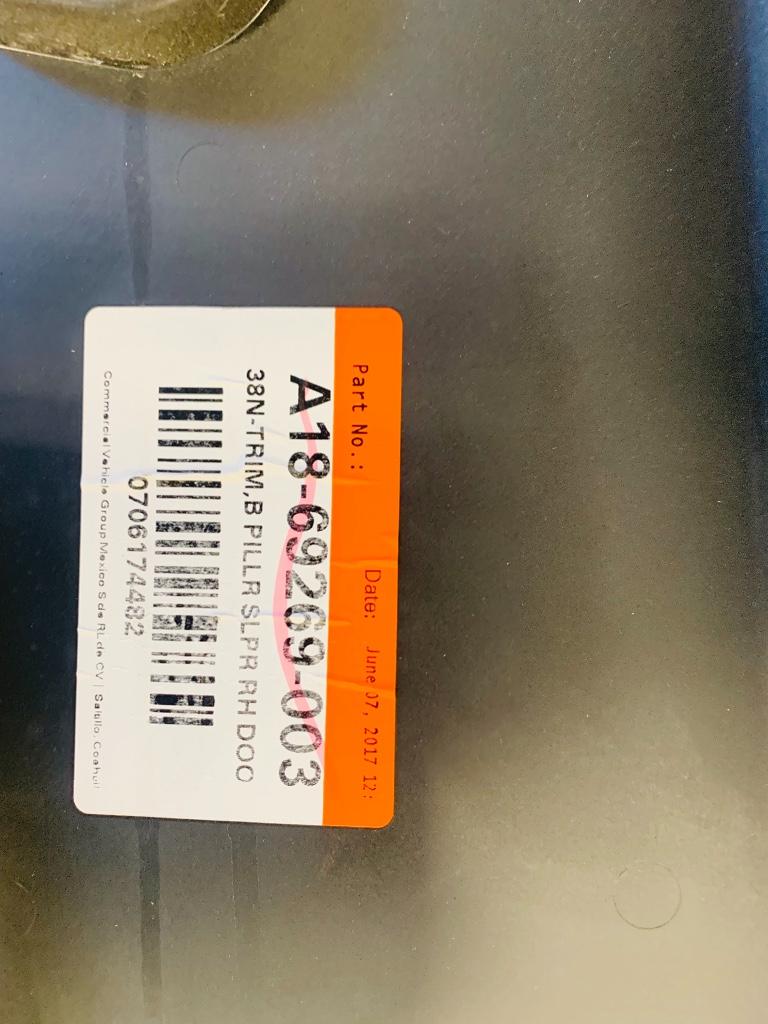 Part No.:
Date: June 07, 2017 12:
A18-69269-003
38N-TRIM,B PILLR SLPR RH DOO
0706174482
Commercial Vehicle Group Mexico S de RL de CV | Saltillo, Coahuil